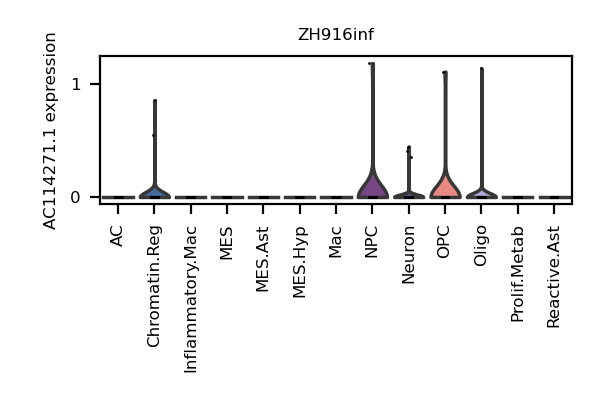 ZH916inf
AC114271.1 expression
1
0
AC
Chromatin.Reg
Inflammatory.Mac
MES
MES.Ast
MES.Hyp
Mac
NPC
Neuron
OPC
Oligo
Prolif.Metab
Reactive.Ast